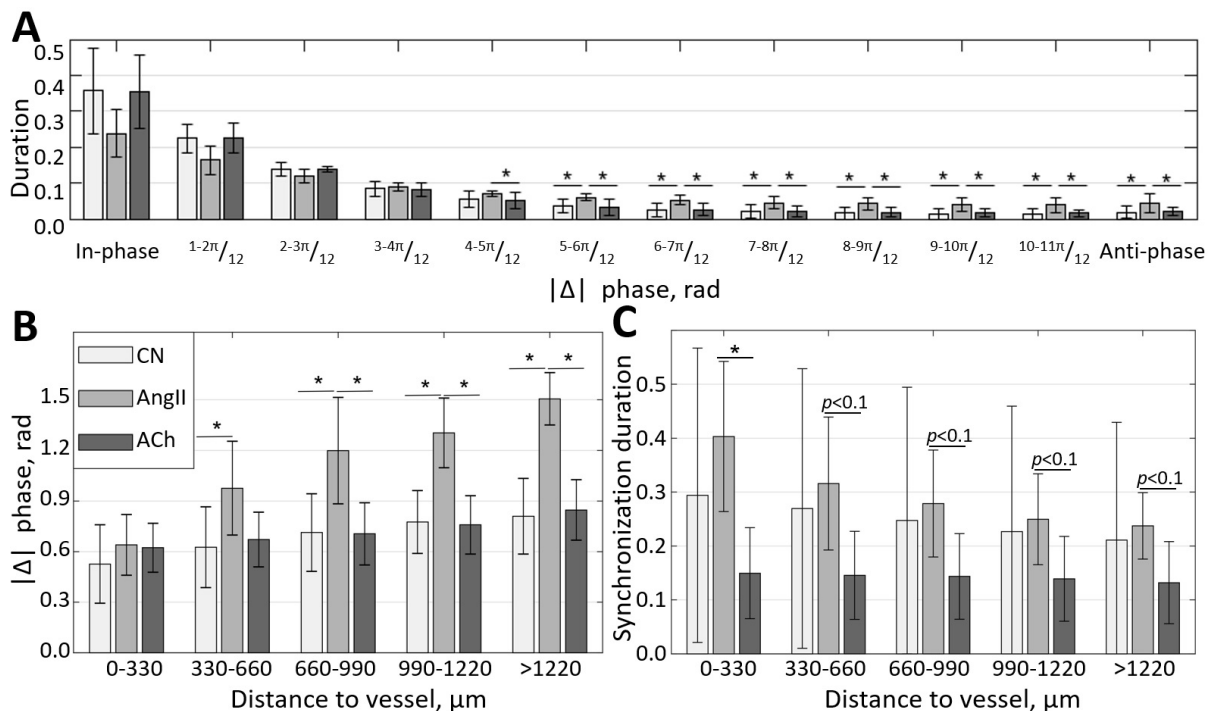 A
Duration
0.5
0.4
0.3
0.2
0.1
0.0
* * * * * * * * * * * * * * *
In-phase 1-2π/12 2-3π/12 3-4π/12 4-5π/12 5-6π/12 6-7π/12 7-8π/12 8-9π/12 9-10π/12 10-11π/12 Anti-phase
|Δ| phase, rad
B
CN
AngII
ACh
|Δ| phase, rad
1.5
1.2
0.9
0.6
0.3
0.0
* * * * * * *
0-330 330-660 660-990 990-1220 >1220
Distance to vessel, μm
C
Synchronization duration
0.5
0.4
0.3
0.2
0.1
0.0
*
p<0.1
p<0.1
p<0.1
p<0.1
0-330 330-660 660-990 990-1220 >1220
Distance to vessel, μm